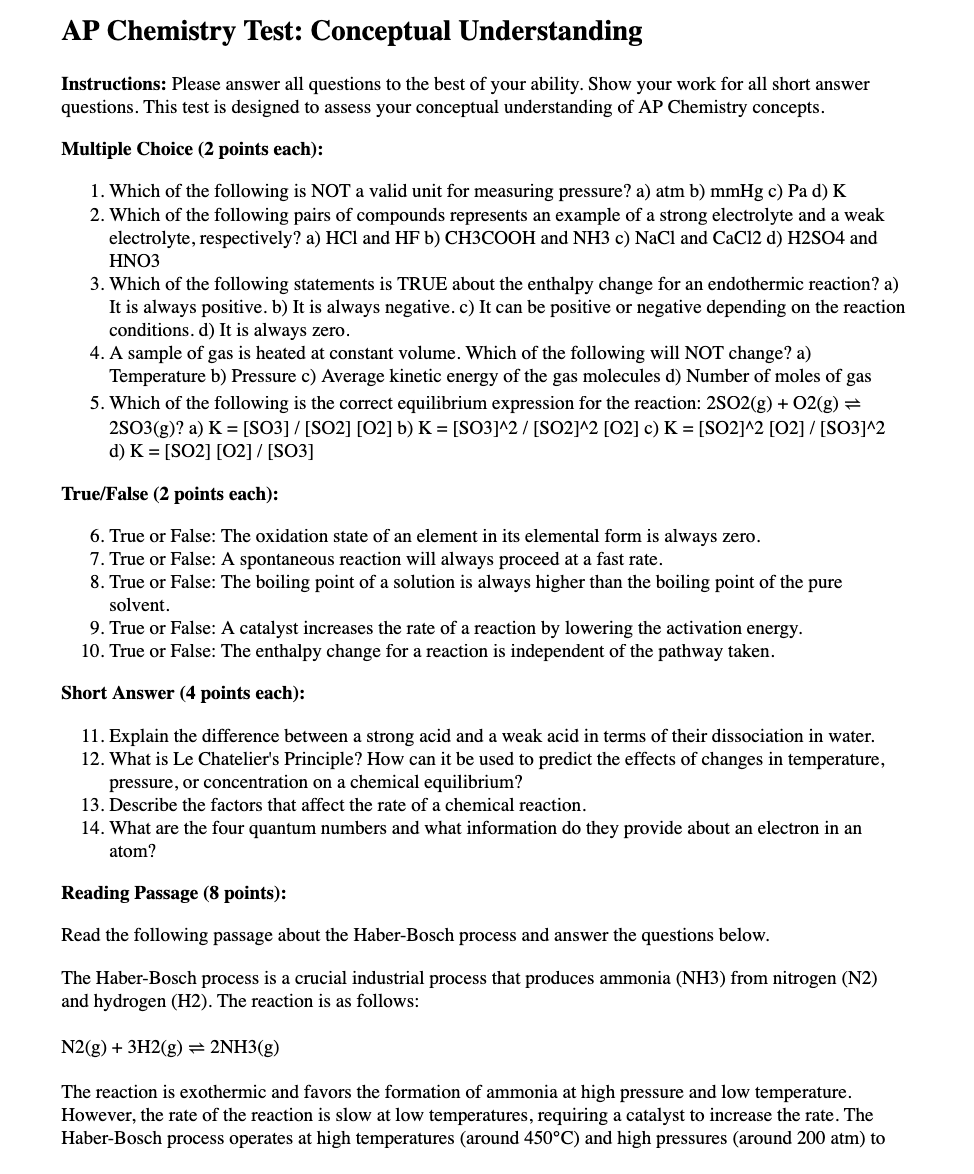 AP Chemistry Test: Conceptual Understanding
Instructions: Please answer all questions to the best of your ability. Show your work for all short answer
questions. This test is designed to assess your conceptual understanding of AP Chemistry concepts.
Multiple Choice (2 points each):
1. Which of the following is NOT a valid unit for measuring pressure? a) atm b) mmHg c) Pa d) K
2. Which of the following pairs of compounds represents an example of a strong electrolyte and a weak
electrolyte, respectively? a) HCl and HF b) CH3COOH and NH3 c) NaCl and CaCl2 d) H2SO4 and
HNO3
3. Which of the following statements is TRUE about the enthalpy change for an endothermic reaction? a)
It is always positive. b) It is always negative. c) It can be positive or negative depending on the reaction
conditions. d) It is always zero.
4. A sample of gas is heated at constant volume. Which of the following will NOT change? a)
Temperature b) Pressure c) Average kinetic energy of the gas molecules d) Number of moles of gas
5. Which of the following is the correct equilibrium expression for the reaction: 2SO2(g) + O2(g) ⇌
2SO3(g)? a) K = [SO3] / [SO2] [O2] b) K = [SO3]^2 / [SO2]^2 [O2] c) K = [SO2]^2 [O2] / [SO3]^2
d) K = [SO2] [O2] / [SO3]
True/False (2 points each):
6. True or False: The oxidation state of an element in its elemental form is always zero.
7. True or False: A spontaneous reaction will always proceed at a fast rate.
8. True or False: The boiling point of a solution is always higher than the boiling point of the pure
solvent.
9. True or False: A catalyst increases the rate of a reaction by lowering the activation energy.
10. True or False: The enthalpy change for a reaction is independent of the pathway taken.
Short Answer (4 points each):
11. Explain the difference between a strong acid and a weak acid in terms of their dissociation in water.
12. What is Le Chatelier's Principle? How can it be used to predict the effects of changes in temperature,
pressure, or concentration on a chemical equilibrium?
13. Describe the factors that affect the rate of a chemical reaction.
14. What are the four quantum numbers and what information do they provide about an electron in an
atom?
Reading Passage (8 points):
Read the following passage about the Haber-Bosch process and answer the questions below.
The Haber-Bosch process is a crucial industrial process that produces ammonia (NH3) from nitrogen (N2)
and hydrogen (H2). The reaction is as follows:
N2(g) + 3H2(g) ⇌ 2NH3(g)
The reaction is exothermic and favors the formation of ammonia at high pressure and low temperature.
However, the rate of the reaction is slow at low temperatures, requiring a catalyst to increase the rate. The
Haber-Bosch process operates at high temperatures (around 450°C) and high pressures (around 200 atm) to